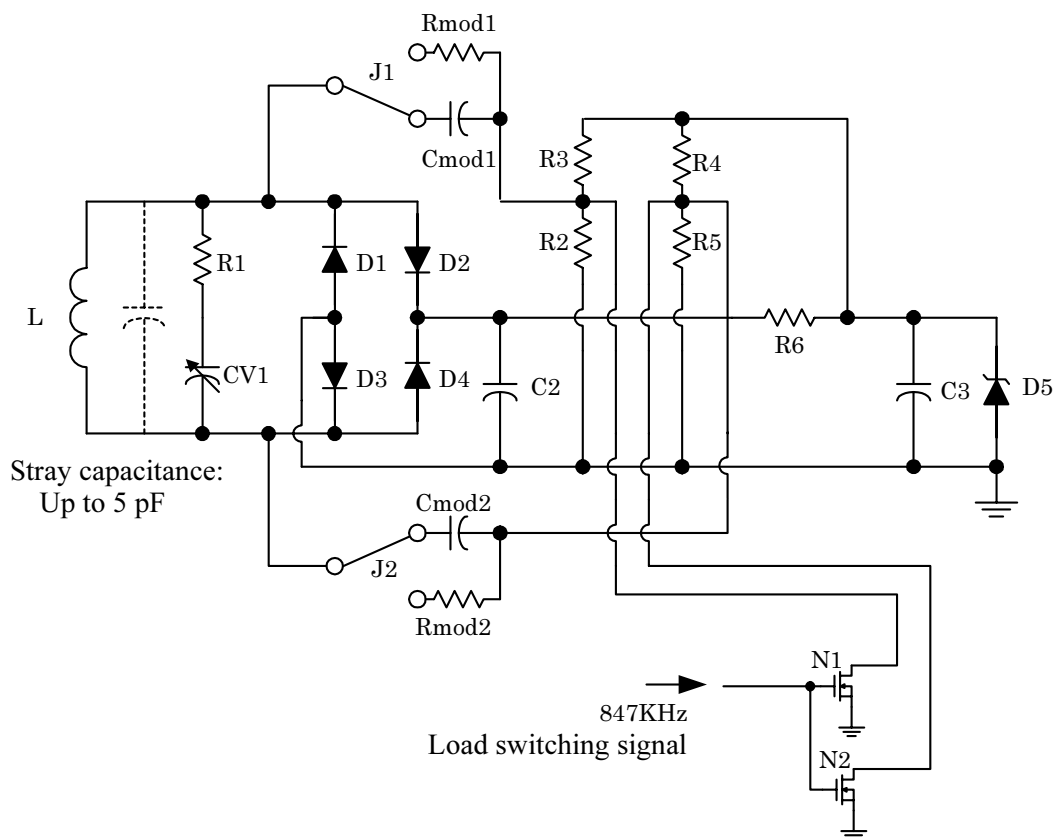 Rmod1
J1
Cmod1
R3
R4
R1
D1
D2
R2
R5
L
R6
CV1
D3
D4
C2
C3
D5
Stray capacitance:
Up to 5 pF
Cmod2
J2
Rmod2
N1
847KHz
Load switching signal
N2